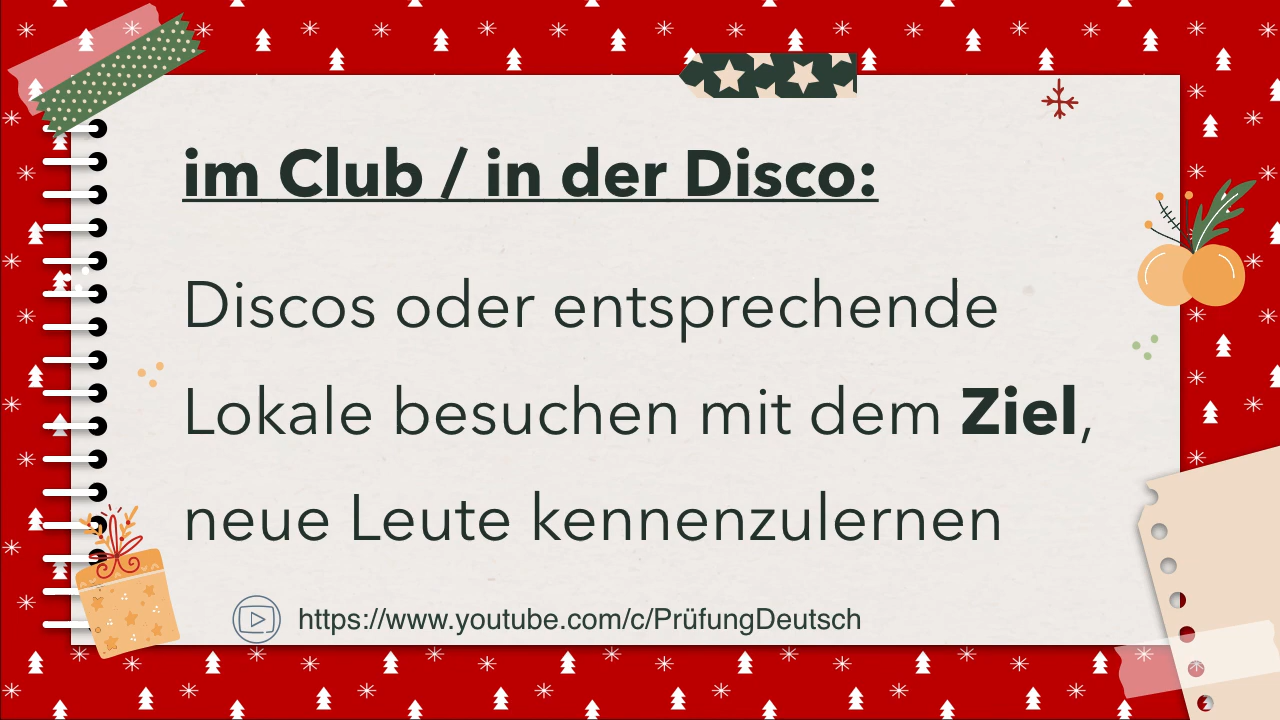 im Club / in der Disco:
Discos oder entsprechende
Lokale besuchen mit dem Ziel,
neue Leute kennenzulernen
https://www.youtube.com/c/PrüfungDeutsch